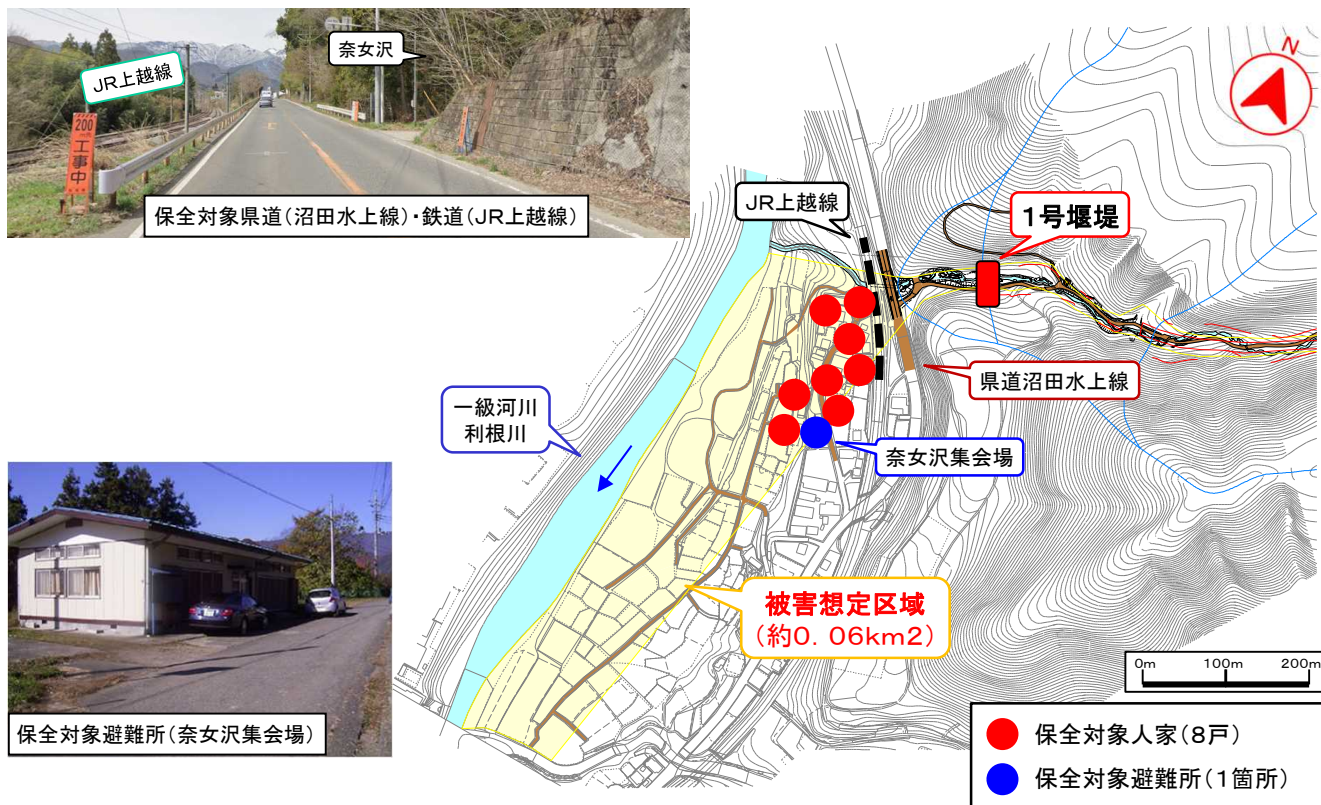 JR上越線
奈女沢
200
工事中
保全対象県道(沼田水上線)・鉄道(JR上越線)
N
JR上越線
1号堰堤
県道沼田水上線
一級河川
利根川
奈女沢集会場
被害想定区域
(約0.06km2)
保全対象避難所(奈女沢集会場)
0m 100m 200m
保全対象人家(8戸)
保全対象避難所(1箇所)